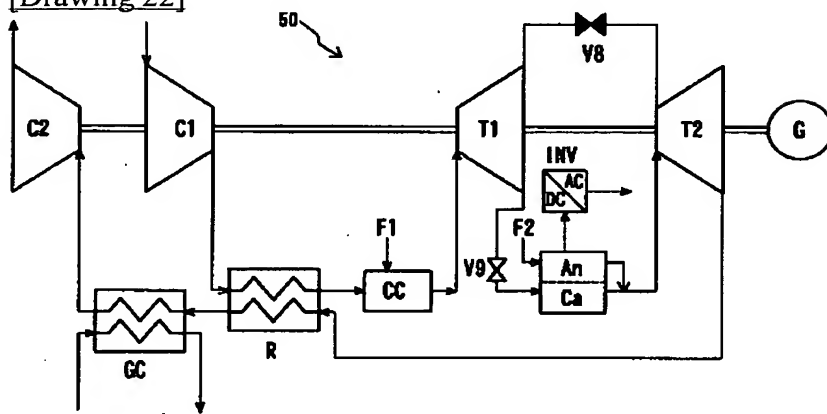 [Drawing 22]
50
V8
C2
C1
T1
T2
G
INV
DC AC
F1
F2
V9
An
CC
Ca
R
GC